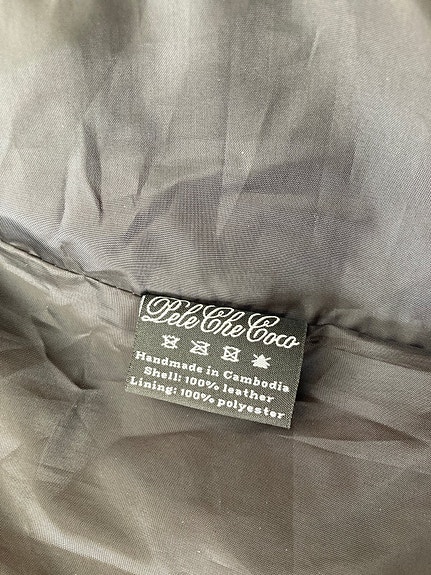 Pele Che Coco
Handmade in Cambodia
Shell: 100% leather
Lining: 100% polyester